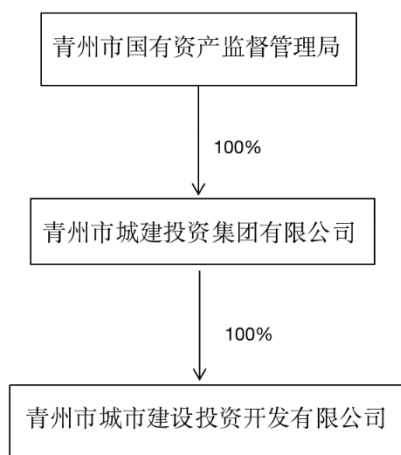 青州市国有资产监督管理局
100%
青州市城建投资集团有限公司
100%
青州市城市建设投资开发有限公司